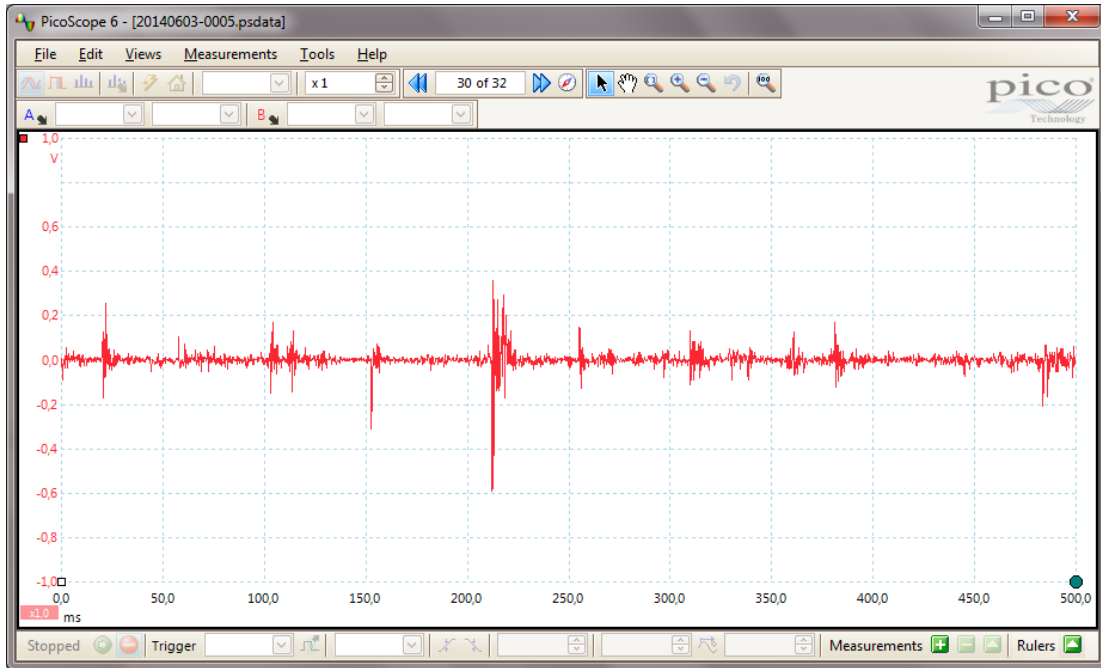 PicoScope 6 - [20140603-0005.psdata]
File Edit Views Measurements Tools Help
x 1 30 of 32
pico
Technology
A B
1,0
V
0,6
0,4
0,2
0,0
-0,2
-0,4
-0,6
-0,8
-1,0
0,0 50,0 100,0 150,0 200,0 250,0 300,0 350,0 400,0 450,0 500,0
x1,0 ms
Stopped Trigger Measurements Rulers